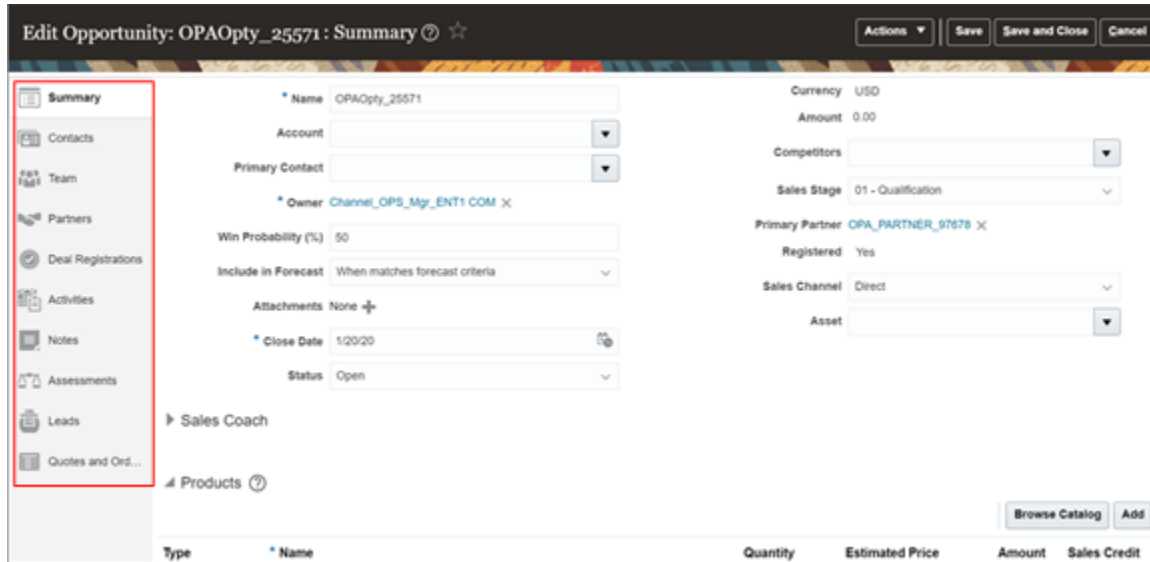 Edit Opportunity: OPAOpty_25571: Summary
Actions Save Save and Close Cancel
Summary
Contacts
Team
Partners
Deal Registrations
Activities
Notes
Assessments
Leads
Quotes and Ord...
* Name OPAOpty_25571
Account
Primary Contact
* Owner Channel_OPS_Mgr_ENT1 COM
Win Probability (%) 50
Include in Forecast When matches forecast criteria
Attachments None
* Close Date 1/20/20
Status Open
Currency USD
Amount 0.00
Competitors
Sales Stage 01 - Qualification
Primary Partner OPA_PARTNER_97678
Registered Yes
Sales Channel Direct
Asset
Sales Coach
Products
Browse Catalog Add
Type * Name Quantity Estimated Price Amount Sales Credit